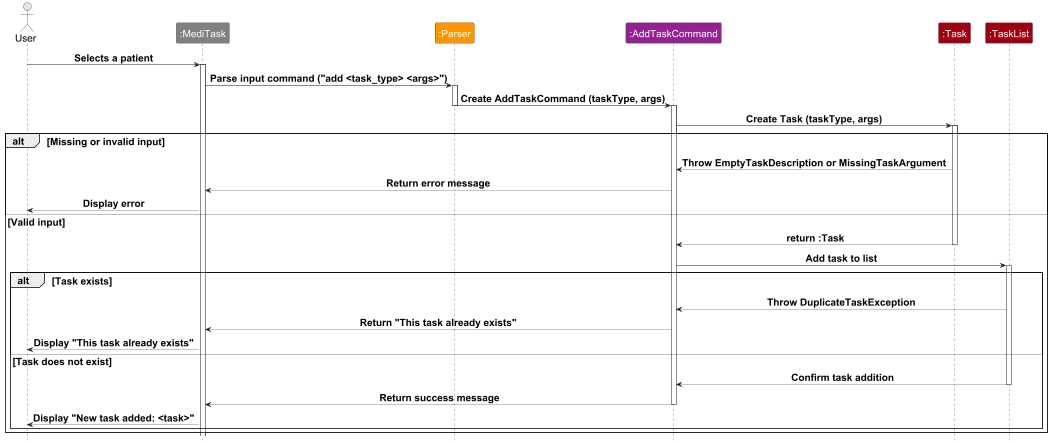 User
:MediTask
:Parser
:AddTaskCommand
:Task
:TaskList
Selects a patient
Parse input command ("add <task_type> <args>")
Create AddTaskCommand (taskType, args)
Create Task (taskType, args)
alt [Missing or invalid input]
Throw EmptyTaskDescription or MissingTaskArgument
Return error message
Display error
[Valid input]
return :Task
Add task to list
alt [Task exists]
Throw DuplicateTaskException
Return "This task already exists"
Display "This task already exists"
[Task does not exist]
Confirm task addition
Return success message
Display "New task added: <task>"